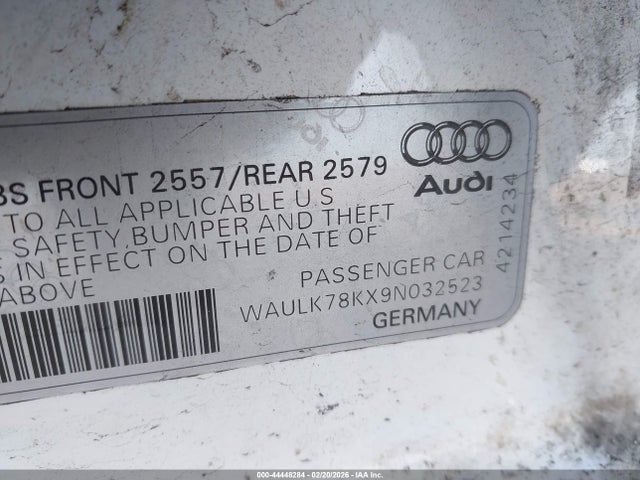 BS FRONT 2557/REAR 2579
TO ALL APPLICABLE U.S
SAFETY, BUMPER AND THEFT
IN EFFECT ON THE DATE OF
ABOVE
Audi
4214234
PASSENGER CAR
WAULK78KX9N032523
GERMANY
000-44448284 | 02/20/2026 - IAA Inc.